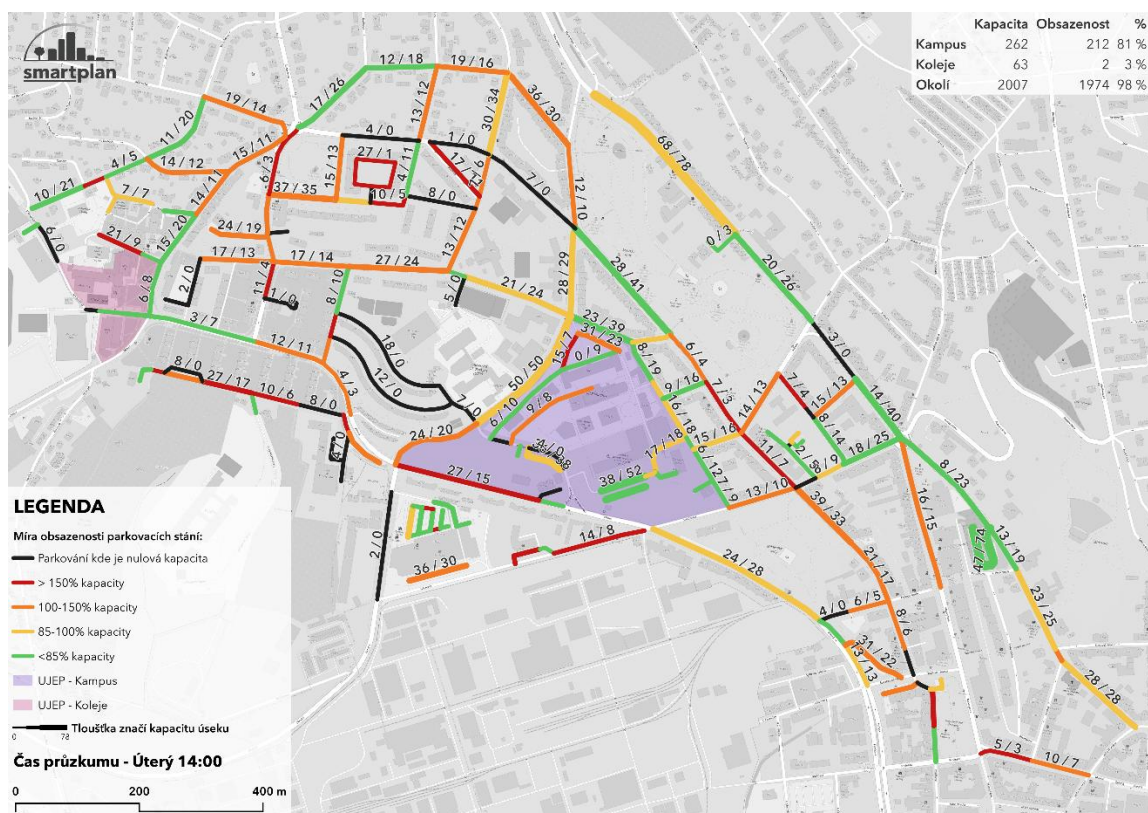 smartplan
Kapacita Obsazenost %
Kampus 262 212 81 %
Koleje 63 2 3 %
Okolí 2007 1974 98 %
12 / 18
19 / 16
17 / 26
19 / 14
13 / 12
30 / 34
36 / 30
68 / 78
11 / 20
15 / 11
4 / 0
1 / 0
4 / 5
14 / 12
6 / 3
15 / 13
27 / 1
4 / 11
17 / 1
7 / 0
12 / 10
10 / 21
7 / 7
14 / 11
37 / 35
10 / 5
8 / 0
0 / 3
6 / 0
21 / 9
15 / 20
24 / 19
13 / 12
28 / 29
28 / 41
20 / 26
17 / 13
17 / 14
27 / 24
2 / 0
11 / 4
1 / 0
8 / 10
5 / 0
21 / 24
6 / 8
3 / 7
12 / 11
18 / 0
12 / 0
23 / 39
31 / 23
15 / 7
0 / 9
8 / 19
6 / 4
3 / 0
8 / 0
27 / 17
10 / 6
8 / 0
4 / 3
50 / 50
7 / 0
6 / 10
9 / 8
9 / 16
7 / 3
7 / 4
15 / 13
14 / 40
24 / 20
4 / 0
16 / 18
14 / 13
8 / 14
27 / 15
17 / 18
15 / 16
11 / 7
2 / 5
8 / 9
18 / 25
8 / 23
38 / 52
13 / 10
39 / 33
16 / 15
2 / 0
14 / 8
36 / 30
24 / 28
21 / 17
47 / 74
13 / 19
23 / 25
4 / 0
6 / 5
8 / 6
31 / 22
13 / 13
28 / 28
5 / 3
10 / 7
LEGENDA
Míra obsazenosti parkovacích stání:
Parkování kde je nulová kapacita
> 150% kapacity
100-150% kapacity
85-100% kapacity
<85% kapacity
UJEP - Kampus
UJEP - Koleje
Tloušťka značí kapacitu úseku
0 78
Čas průzkumu - Úterý 14:00
0 200 400 m